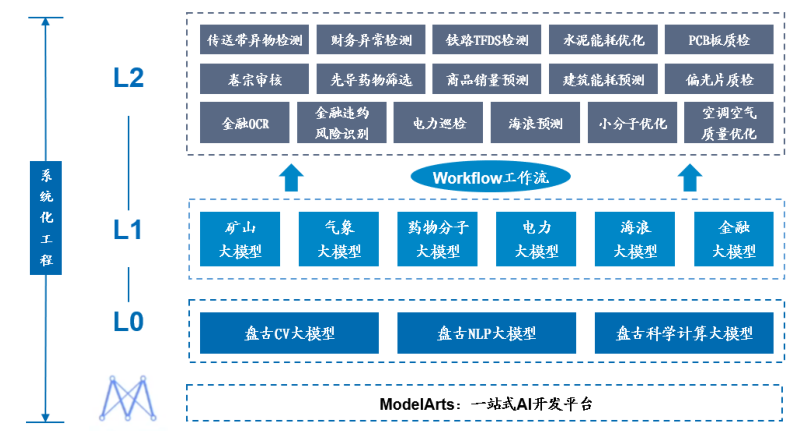 系统化工程
L2
传送带异物检测
财务异常检测
铁路TFDS检测
水泥能耗优化
PCB板质检
卷宗审核
先导药物筛选
商品销量预测
建筑能耗预测
偏光片质检
金融OCR
金融违约
风险识别
电力巡检
海浪预测
小分子优化
空调空气
质量优化
Workflow工作流
L1
矿山
大模型
气象
大模型
药物分子
大模型
电力
大模型
海浪
大模型
金融
大模型
L0
盘古CV大模型
盘古NLP大模型
盘古科学计算大模型
ModelArts：一站式AI开发平台